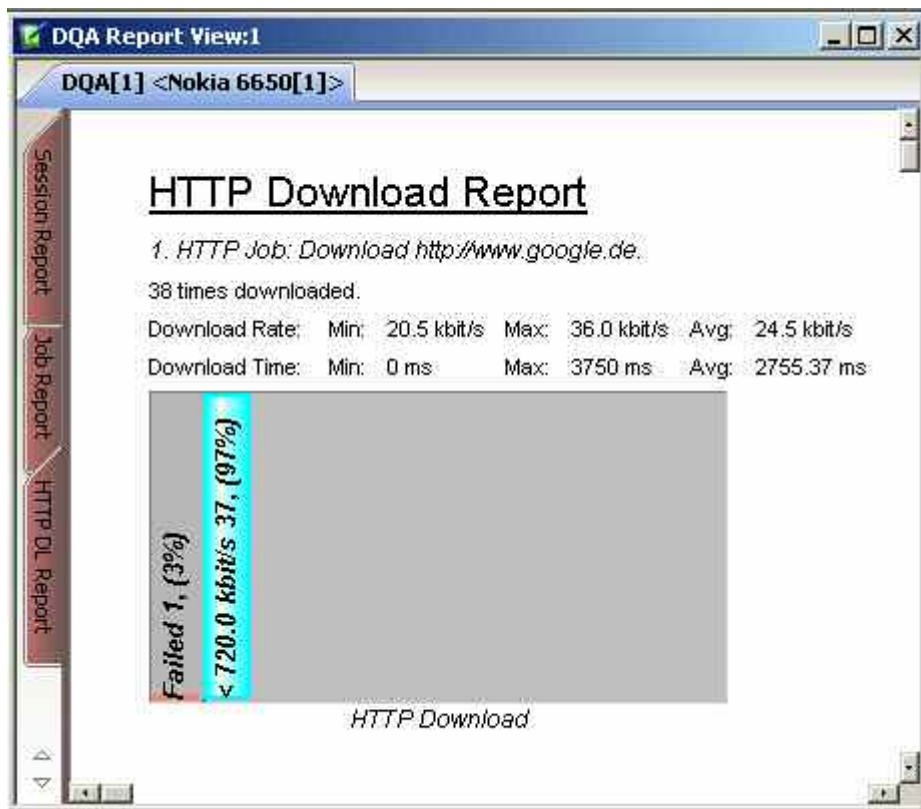 DQA Report View:1
DQA[1] <Nokia 6650[1]>
Session Report
Job Report
HTTP DL Report
HTTP Download Report
1. HTTP Job: Download http://www.google.de.
38 times downloaded.
Download Rate: Min: 20.5 kbit/s Max: 36.0 kbit/s Avg: 24.5 kbit/s
Download Time: Min: 0 ms Max: 3750 ms Avg: 2755.37 ms
Failed 1, (3%)
< 720.0 kbit/s 37, (97%)
HTTP Download